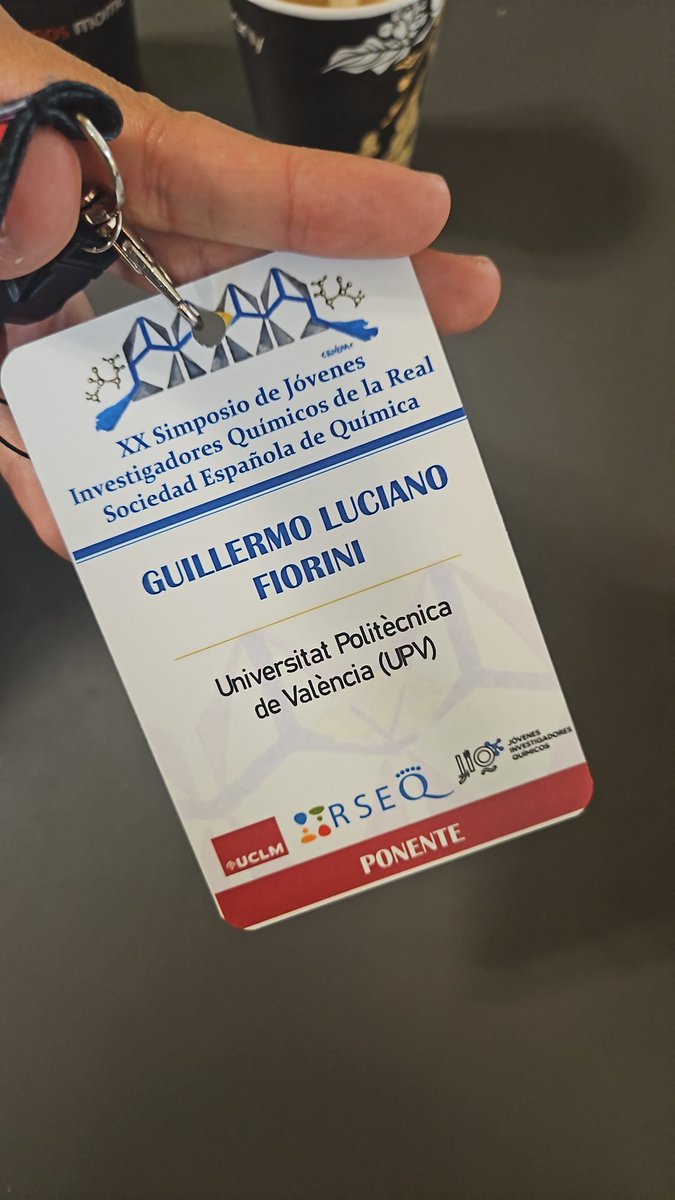 XX Simposio de Jóvenes
Investigadores Químicos de la Real
Sociedad Española de Química
GUILLERMO LUCIANO
FIORINI
Universitat Politècnica
de València (UPV)
JIQ
JÓVENES
INVESTIGADORES
QUÍMICOS
RSEQ
UCLM
PONENTE